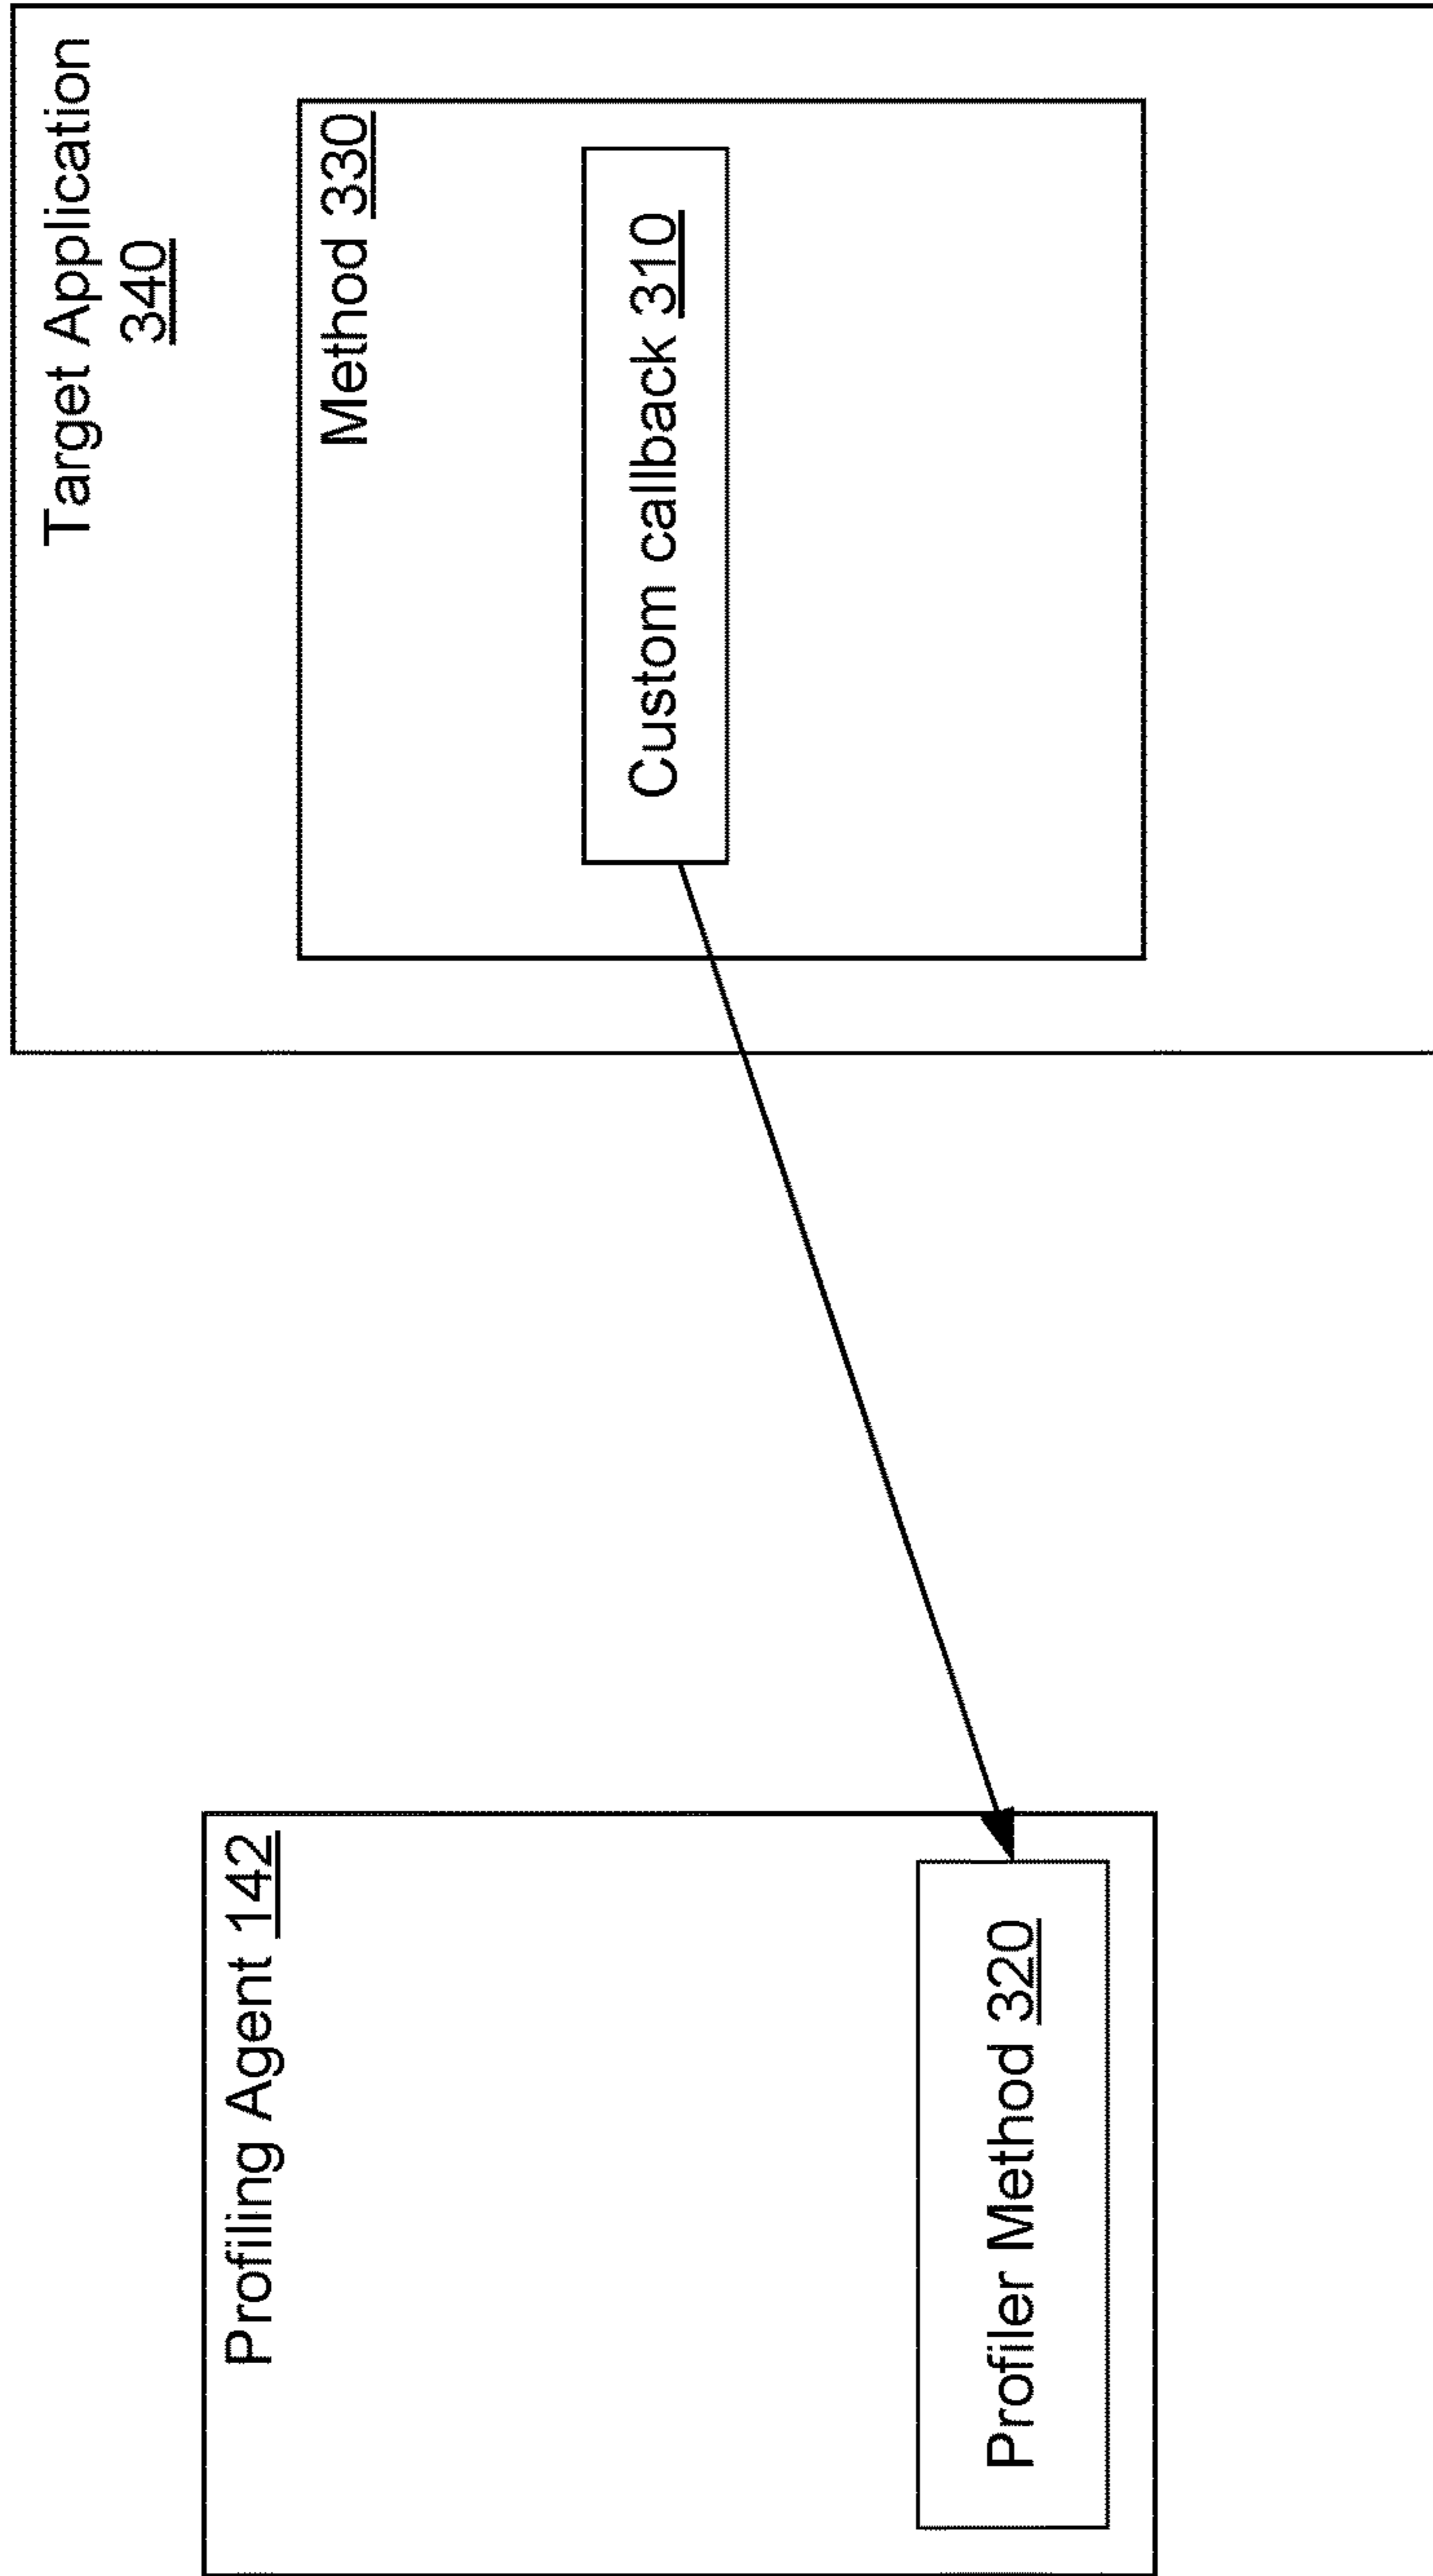 Target Application
340
Method 330
Custom callback 310
Profiling Agent 142
Profiler Method 320